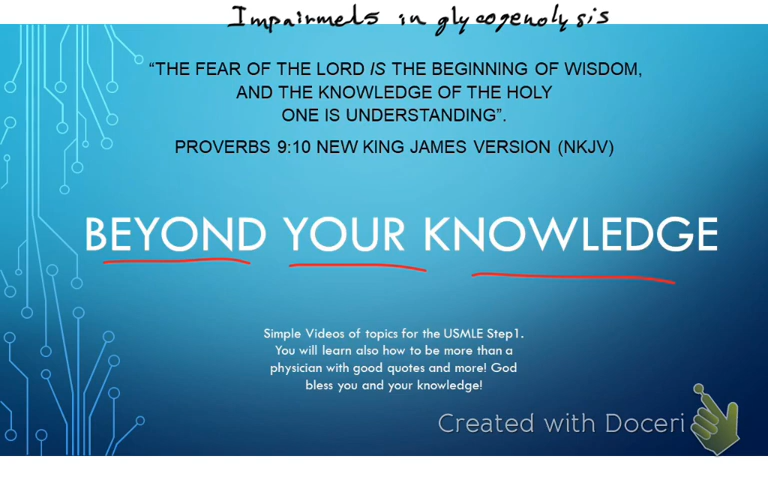 Impairmets in glycogenolysis
“THE FEAR OF THE LORD IS THE BEGINNING OF WISDOM,
AND THE KNOWLEDGE OF THE HOLY
ONE IS UNDERSTANDING”.
PROVERBS 9:10 NEW KING JAMES VERSION (NKJV)
BEYOND YOUR KNOWLEDGE
Simple Videos of topics for the USMLE Step1.
You will learn also how to be more than a
physician with good quotes and more! God
bless you and your knowledge!
Created with Doceri